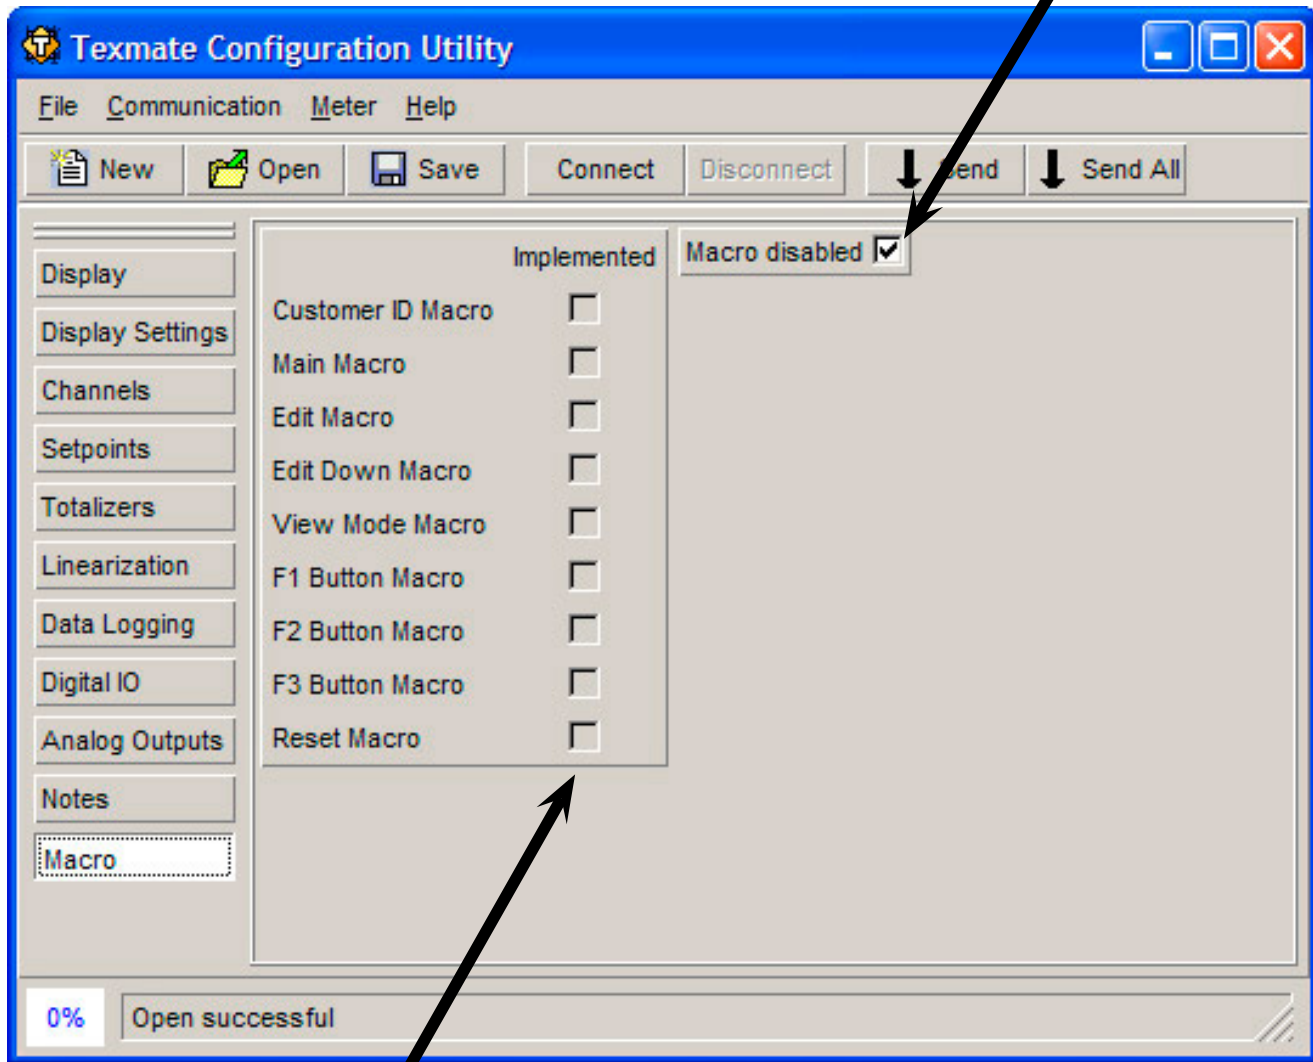 Texmate Configuration Utility
File Communication Meter Help
New Open Save Connect Disconnect Send Send All
Display
Display Settings
Channels
Setpoints
Totalizers
Linearization
Data Logging
Digital IO
Analog Outputs
Notes
Macro
Implemented
Customer ID Macro
Main Macro
Edit Macro
Edit Down Macro
View Mode Macro
F1 Button Macro
F2 Button Macro
F3 Button Macro
Reset Macro
Macro disabled
0% Open successful